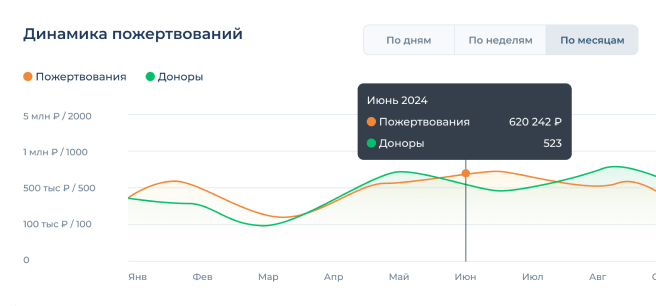 Динамика пожертвований
По дням
По неделям
По месяцам
Пожертвования
Доноры
Июнь 2024
Пожертвования 620 242 ₽
Доноры 523
5 млн ₽ / 2000
1 млн ₽ / 1000
500 тыс ₽ / 500
100 тыс ₽ / 100
0
Янв Фев Мар Апр Май Июн Июл Авг